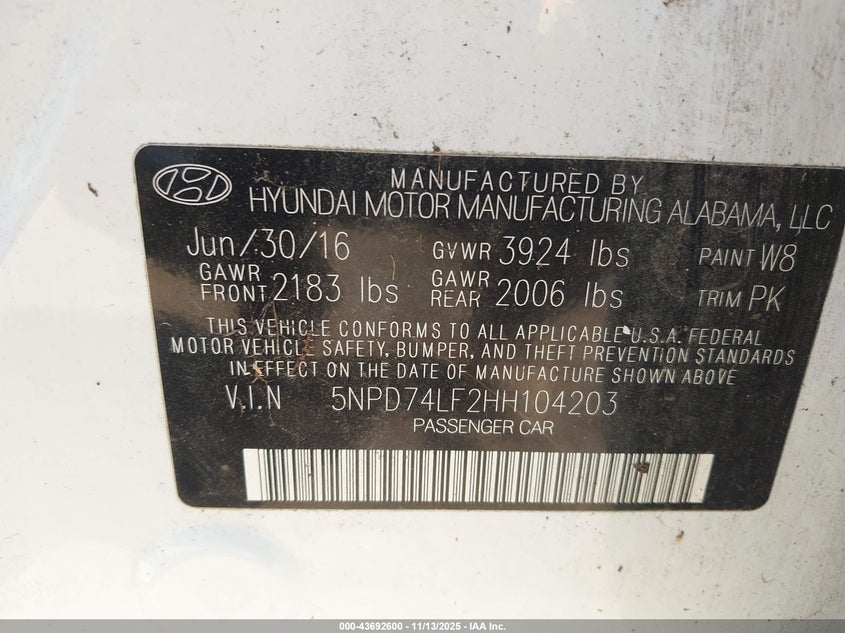 MANUFACTURED BY
HYUNDAI MOTOR MANUFACTURING ALABAMA, LLC
Jun/30/16 GVWR 3924 lbs PAINT W8
GAWR FRONT 2183 lbs GAWR REAR 2006 lbs TRIM PK
THIS VEHICLE CONFORMS TO ALL APPLICABLE U.S.A. FEDERAL
MOTOR VEHICLE SAFETY, BUMPER, AND THEFT PREVENTION STANDARDS
IN EFFECT ON THE DATE OF MANUFACTURE SHOWN ABOVE
V.I.N 5NPD74LF2HH104203
PASSENGER CAR
000-43692600 - 11/13/2025 - IAA Inc.